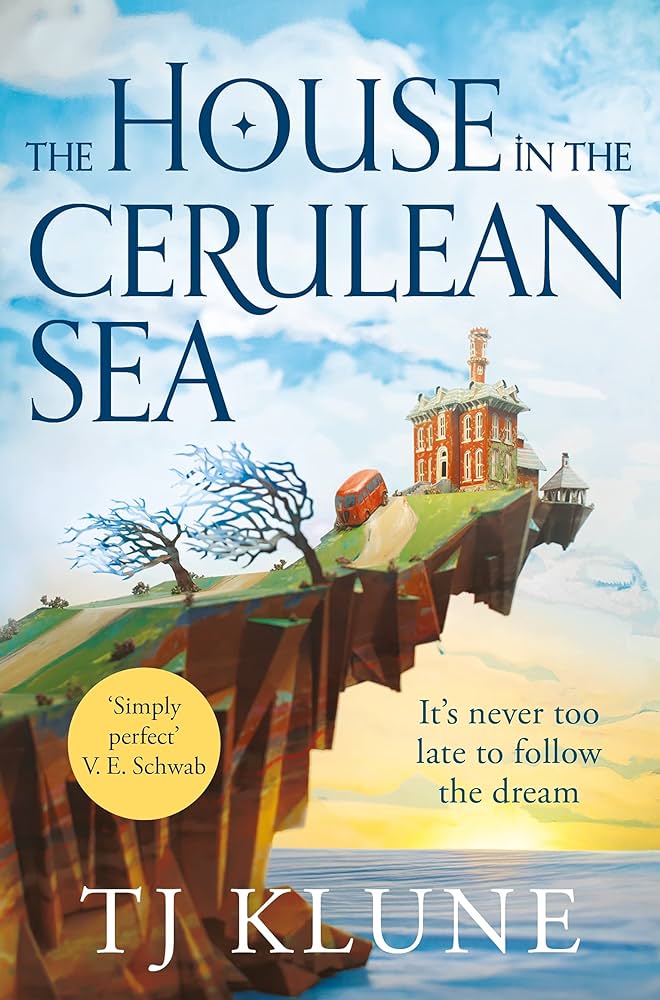 THE HOUSE IN THE
CERULEAN
SEA
‘Simply
perfect’
V. E. Schwab
It’s never too
late to follow
the dream
TJ KLUNE